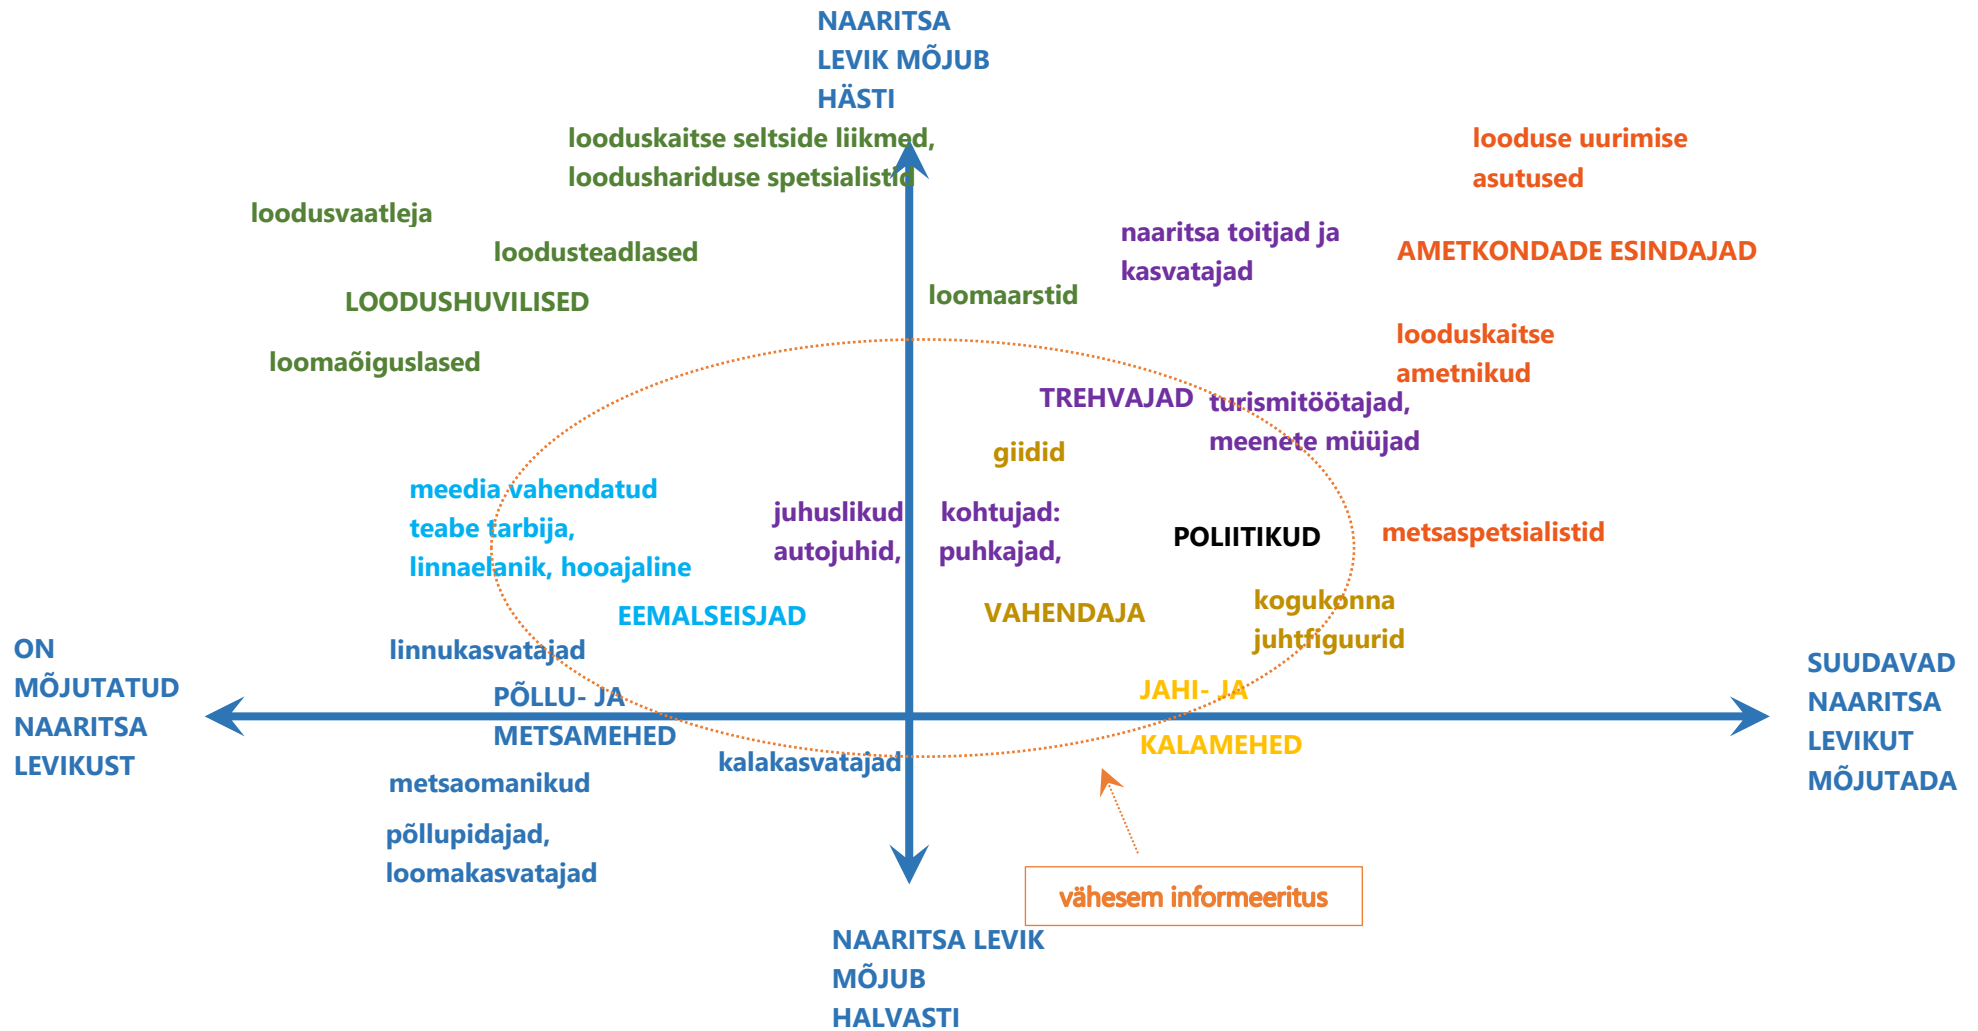 NAARITSA
LEVIK MÕJUB
HÄSTI
looduskaitse seltside liikmed,
loodushariduse spetsialistid
looduse uurimise
asutused
loodusvaatleja
loodusteadlased
naaritsa toitjad ja
kasvatajad
AMETKONDADE ESINDAJAD
LOODUSHUVILISED
loomaarstid
loomaõiguslased
looduskaitse
ametnikud
TREHVAJAD
turismitöötajad,
meenete müüjad
giidid
meedia vahendatud
teabe tarbija,
linnaelanik, hooajaline
juhuslikud kohtujad:
autojuhid, puhkajad,
POLIITIKUD
metsaspetsialistid
EEMALSEISJAD
VAHENDAJA
kogukonna
juhtfiguurid
linnukasvatajad
ON
MÕJUTATUD
NAARITSA
LEVIKUST
PÕLLU- JA
METSAMEHED
JAHI- JA
KALAMEHED
SUUDAVAD
NAARITSA
LEVIKUT
MÕJUTADA
kalakasvatajad
metsaomanikud
põllupidajad,
loomakasvatajad
vähesem informeeritus
NAARITSA LEVIK
MÕJUB
HALVASTI